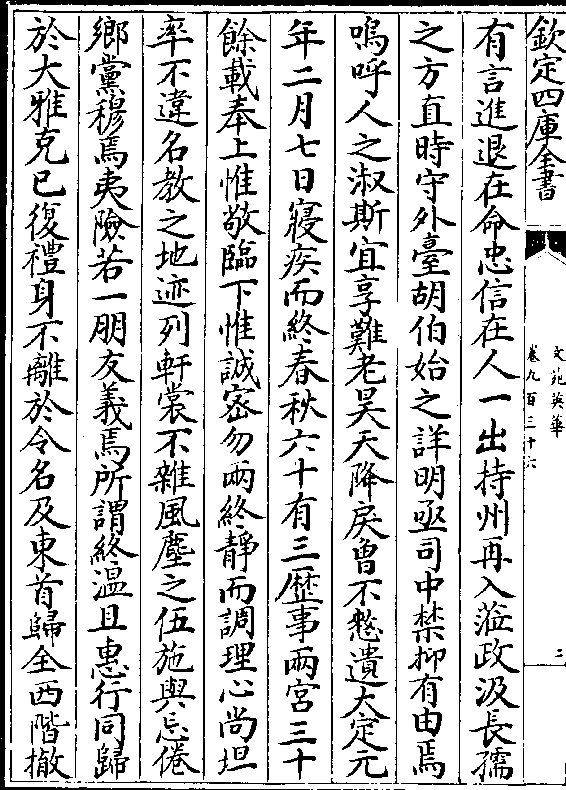 欽定四庫全書
文苑英華
卷九百三十六
二
有言進退在命忠信在人一出持州再入蒞政汲長孺
之方直時守外臺胡伯始之詳明亟司中禁抑有由焉
嗚呼人之淑斯宜享難老昊天降戾曾不慭遺大定元
年二月七日寢疾而終春秋六十有三歴事兩宮三十
餘載奉上惟敬臨下惟誠宻勿兩終靜而調理心尚坦
率不違名教之地迹列軒裳不雜風塵之伍施與忘倦
鄉黨穆焉夷險若一朋友義焉所謂終溫且惠行同歸
於大雅克已復禮身不離於令名及東首歸全西階撤